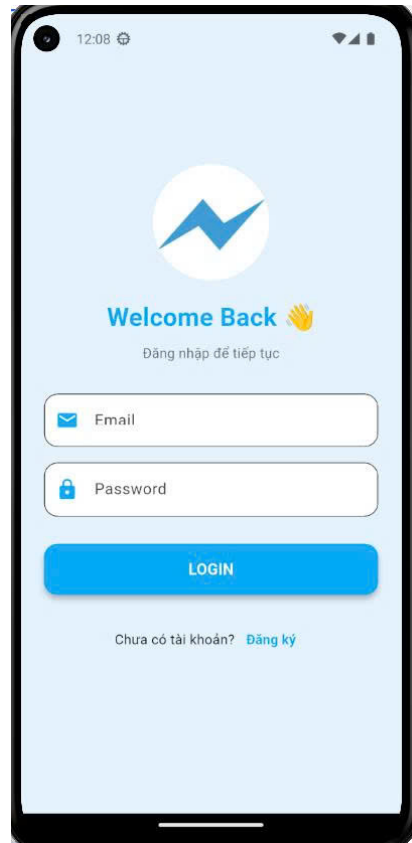 12:08
Welcome Back 👋
Đăng nhập để tiếp tục
Email
Password
LOGIN
Chưa có tài khoản? Đăng ký